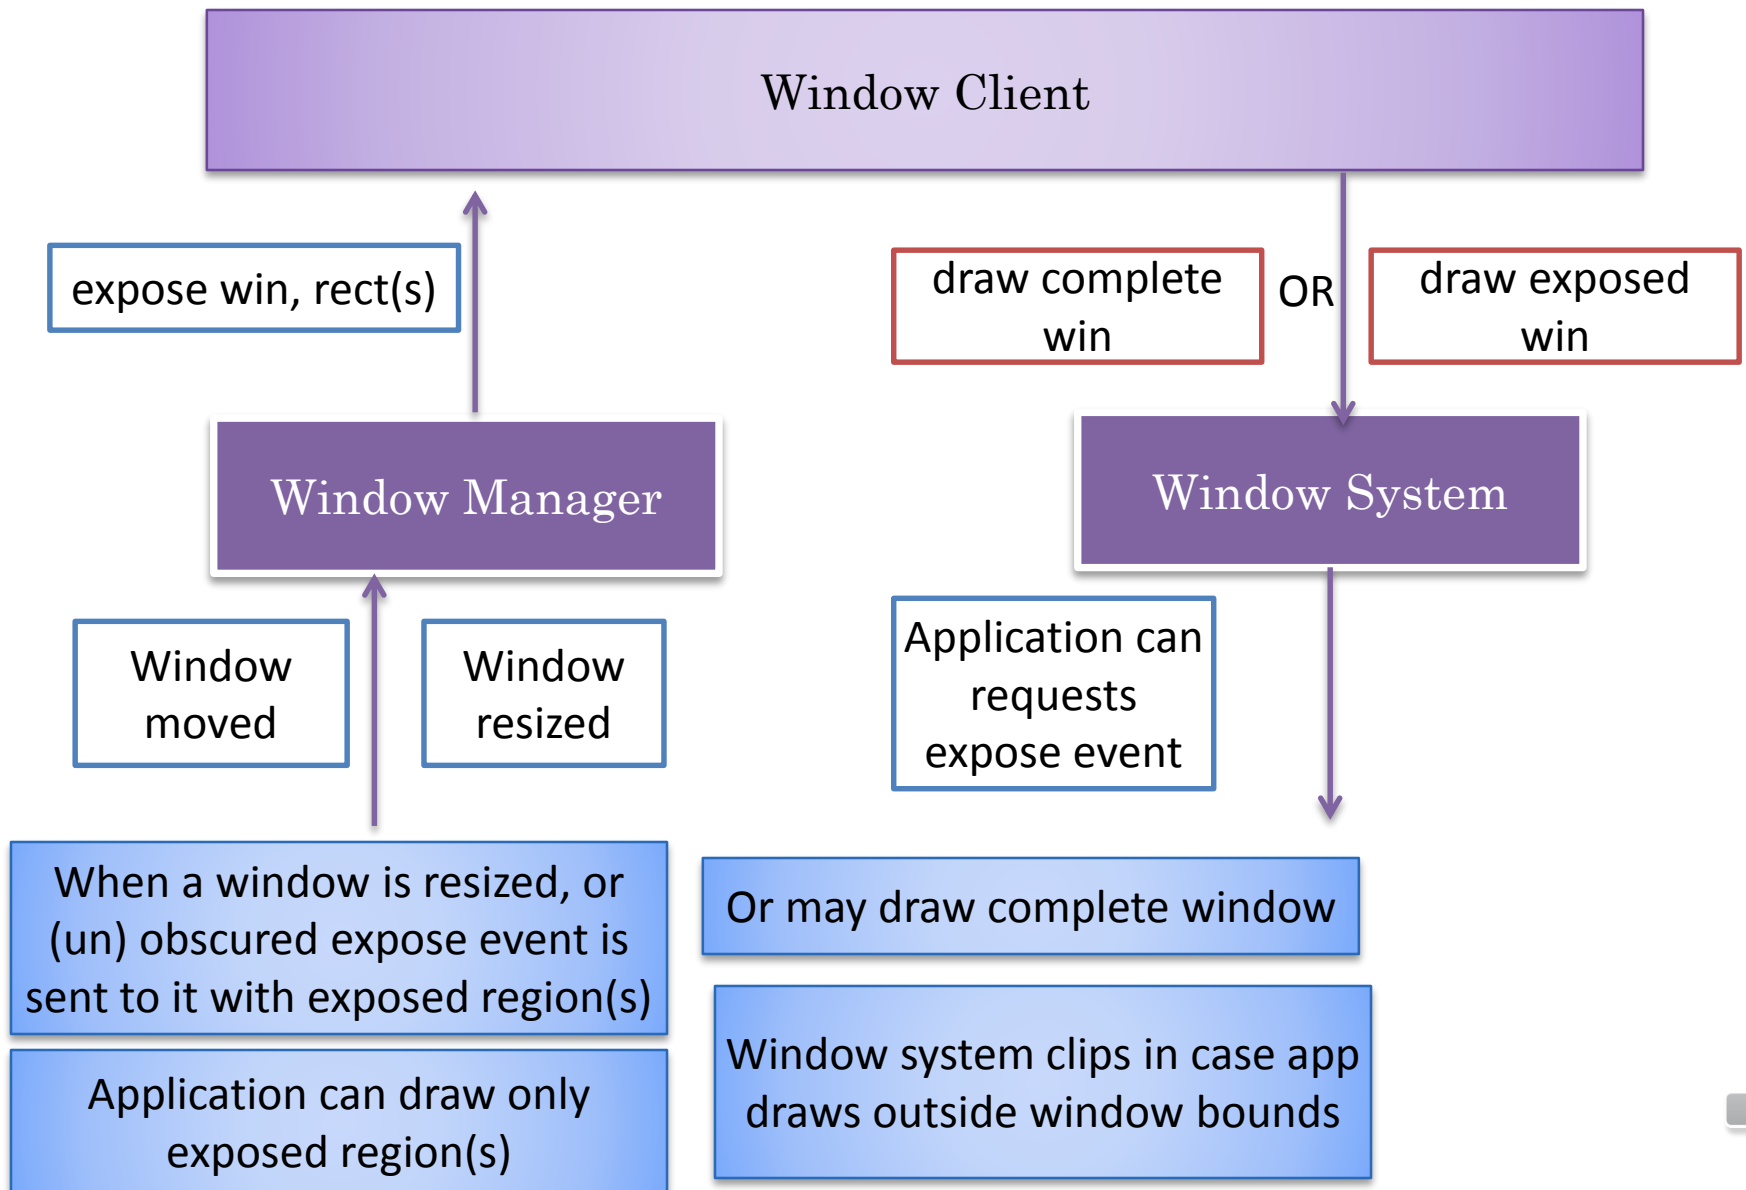 Window Client
expose win, rect(s)
draw complete
win
OR
draw exposed
win
Window Manager
Window System
Window
moved
Window
resized
Application can
requests
expose event
When a window is resized, or
(un) obscured expose event is
sent to it with exposed region(s)
Application can draw only
exposed region(s)
Or may draw complete window
Window system clips in case app
draws outside window bounds